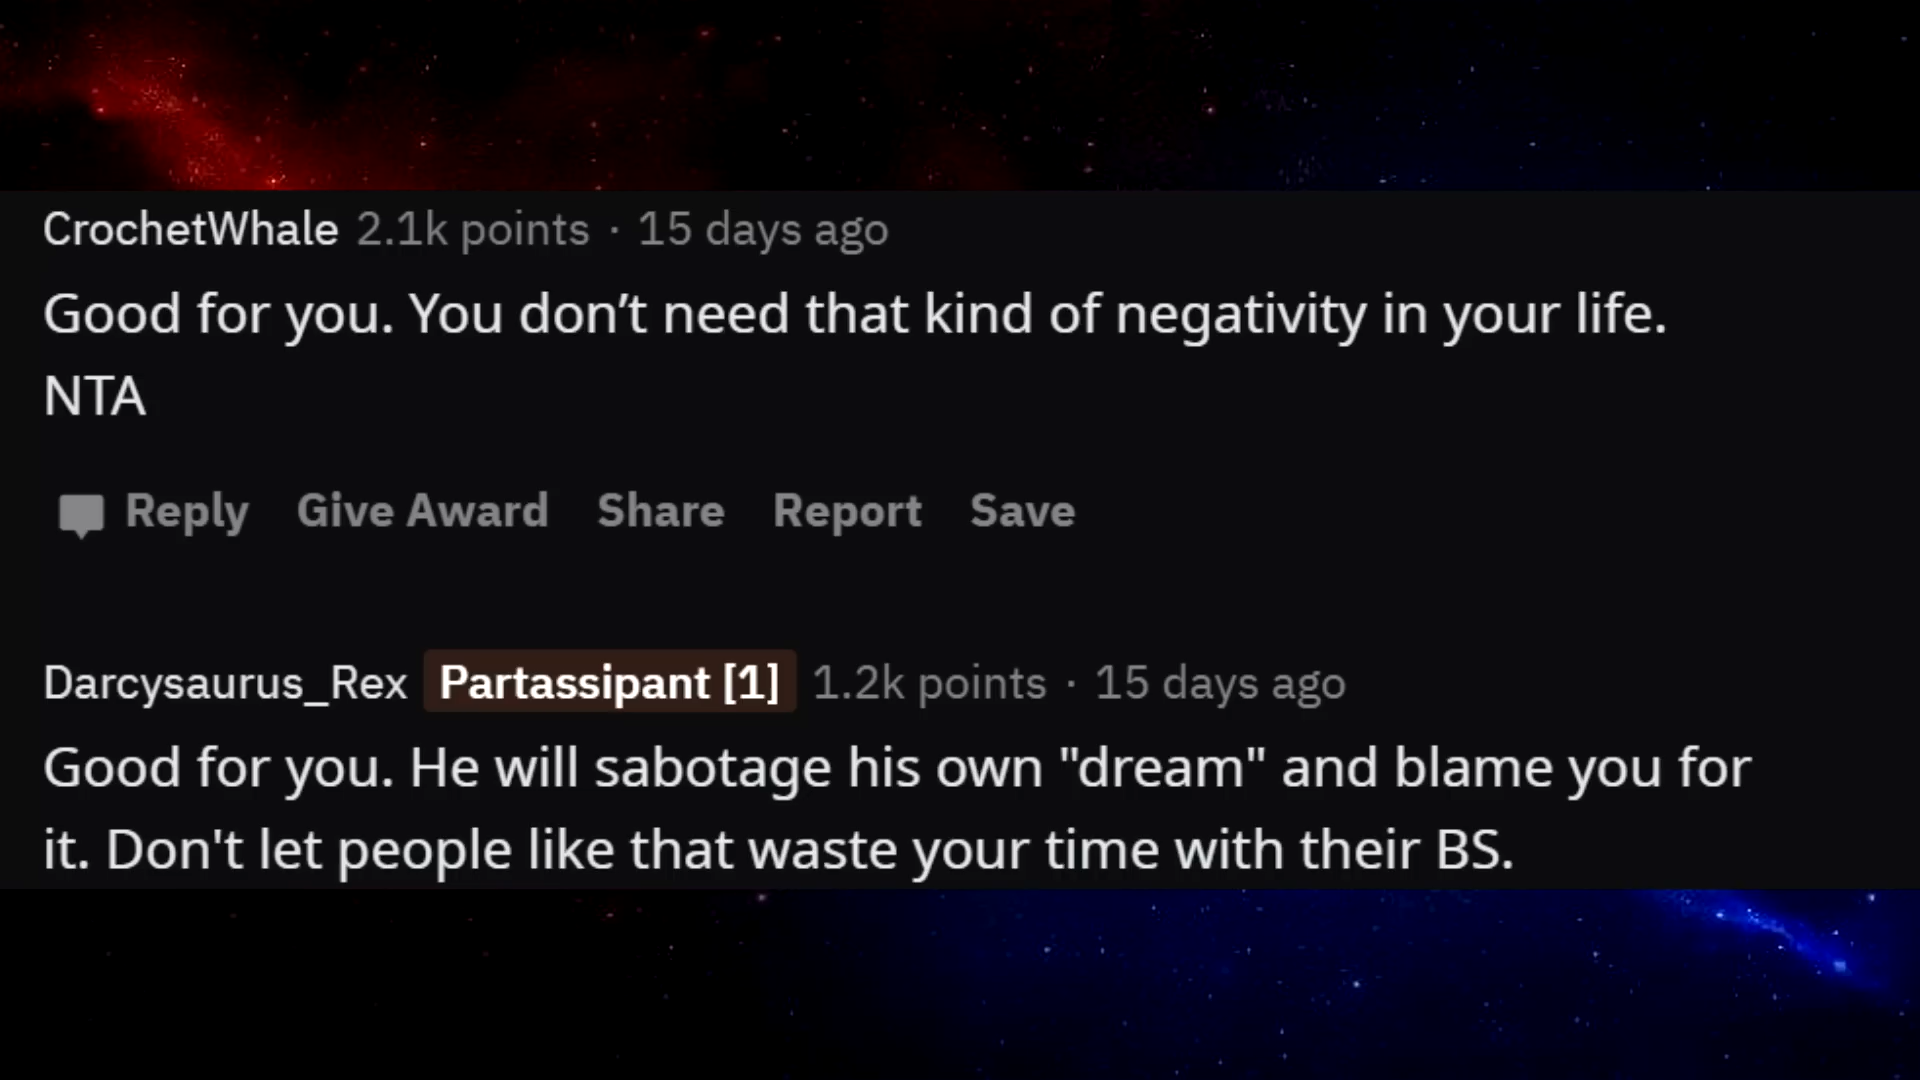 CrochetWhale 2.1k points · 15 days ago
Good for you. You don’t need that kind of negativity in your life.
NTA
Reply Give Award Share Report Save
Darcysaurus_Rex Partassipant [1] 1.2k points · 15 days ago
Good for you. He will sabotage his own "dream" and blame you for
it. Don't let people like that waste your time with their BS.